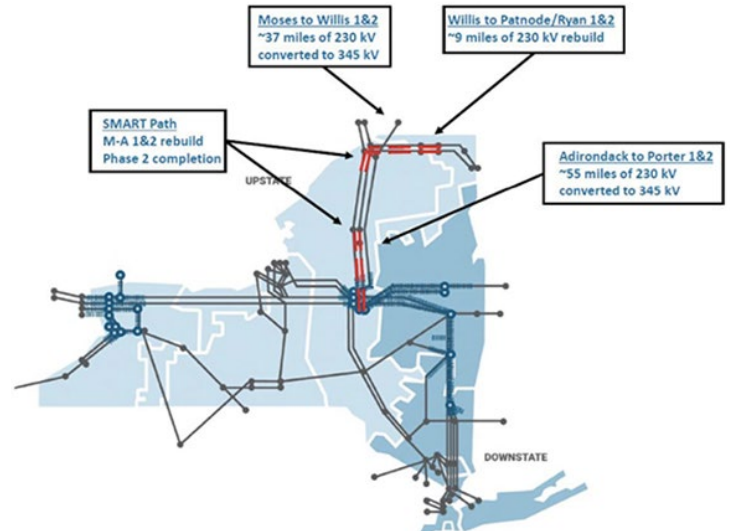 Moses to Willis 1&2
~37 miles of 230 kV
converted to 345 kV
Willis to Patnode/Ryan 1&2
~9 miles of 230 kV rebuild
SMART Path
M-A 1&2 rebuild
Phase 2 completion
Adirondack to Porter 1&2
~55 miles of 230 kV
converted to 345 kV
UPSTATE
DOWNSTATE